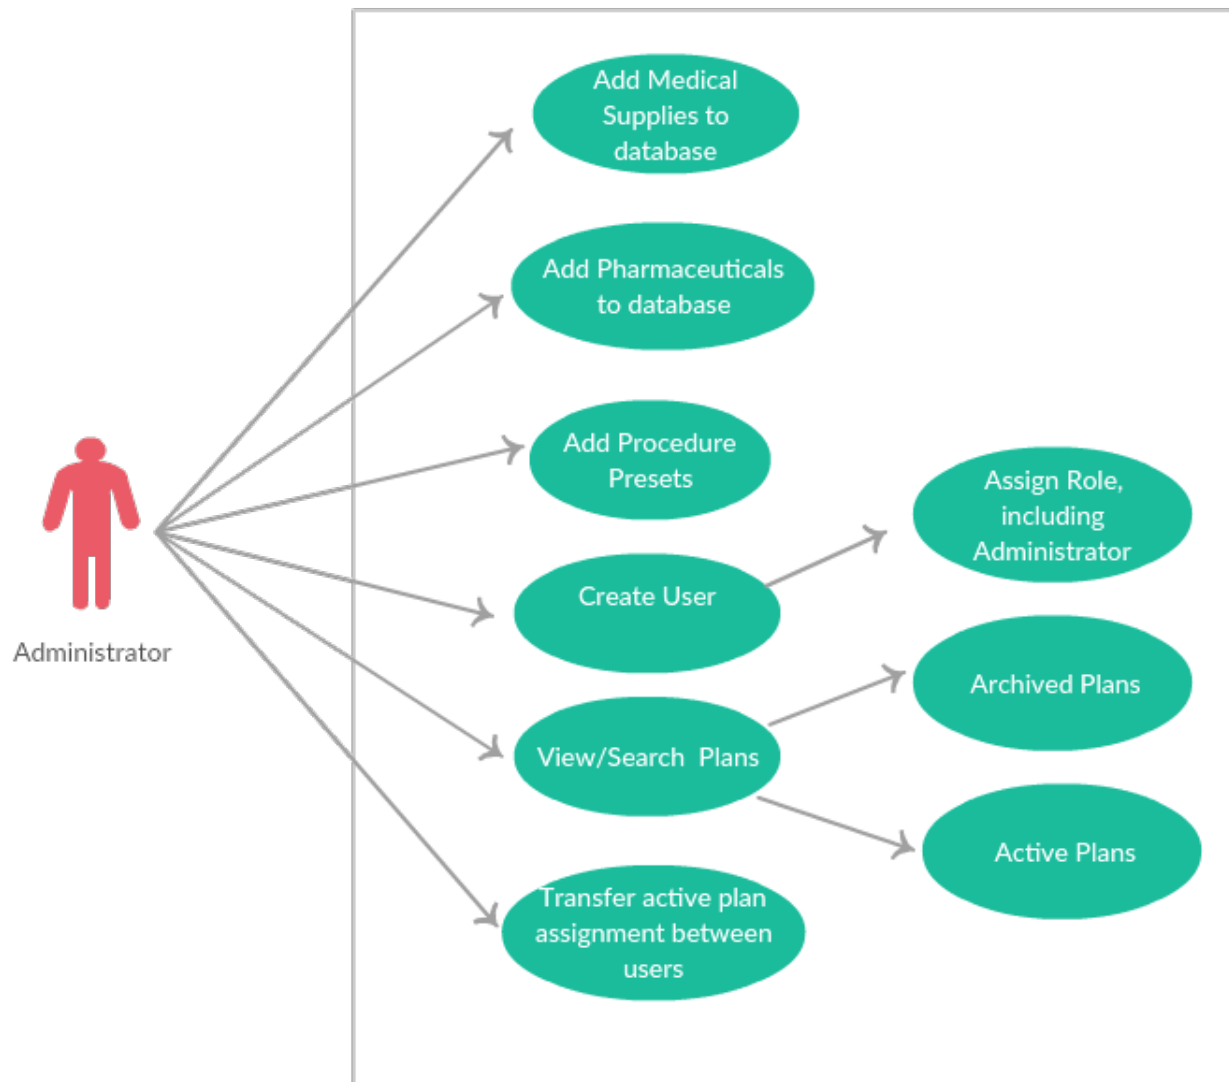 Add Medical
Supplies to
database
Add Pharmaceuticals
to database
Add Procedure
Presets
Assign Role,
including
Administrator
Create User
Administrator
Archived Plans
View/Search Plans
Active Plans
Transfer active plan
assignment between
users